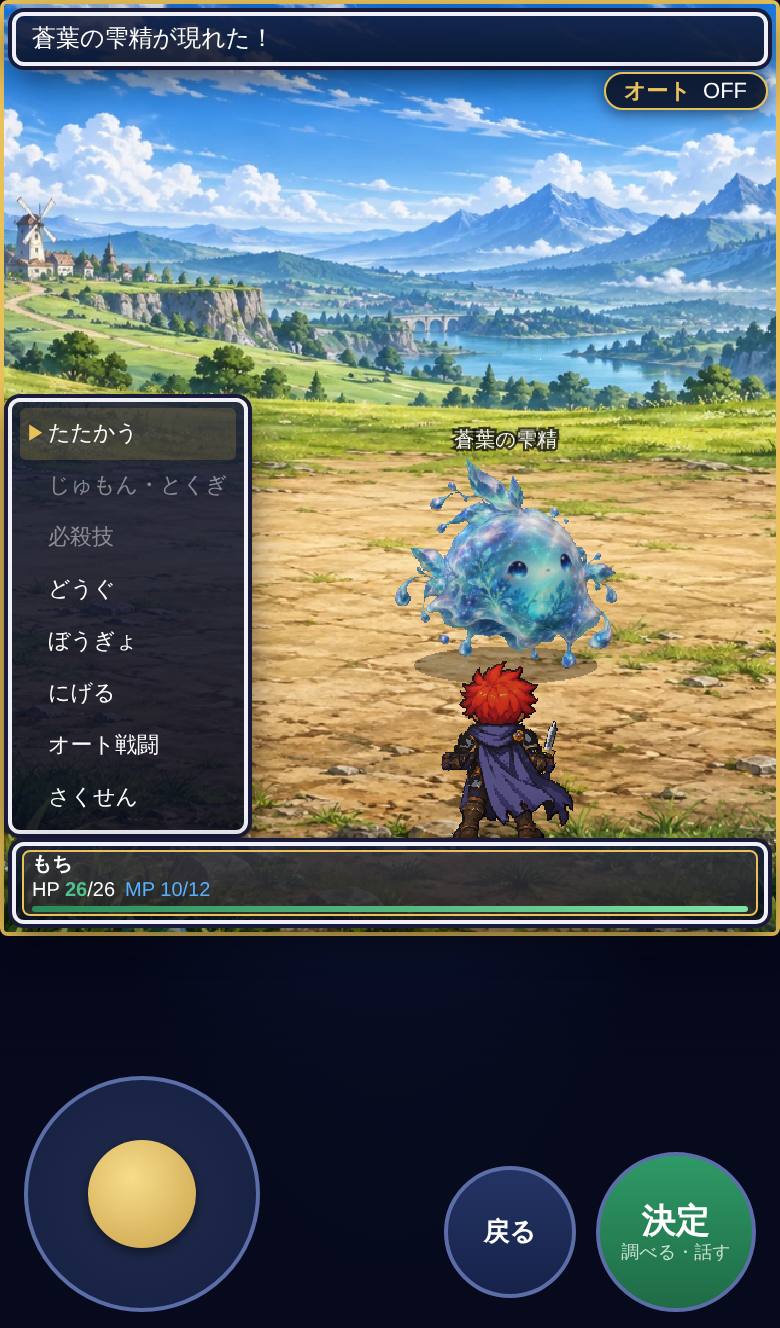 蒼葉の雫精が現れた！
オート OFF
蒼葉の雫精
▶たたかう
じゅもん・とくぎ
必殺技
どうぐ
ぼうぎょ
にげる
オート戦闘
さくせん
もち
HP 26/26 MP 10/12
戻る
決定
調べる・話す